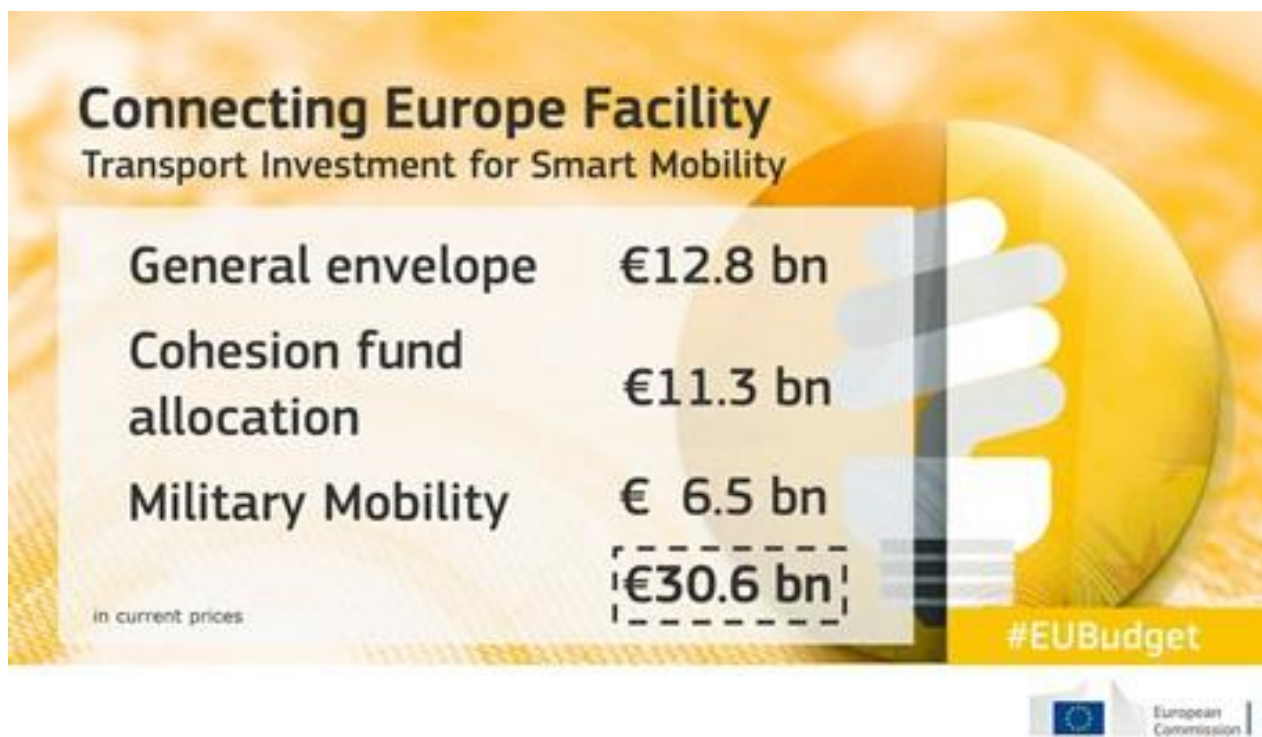 Connecting Europe Facility
Transport Investment for Smart Mobility
General envelope €12.8 bn
Cohesion fund
allocation €11.3 bn
Military Mobility € 6.5 bn
€30.6 bn
in current prices
#EUBudget
European
Commission